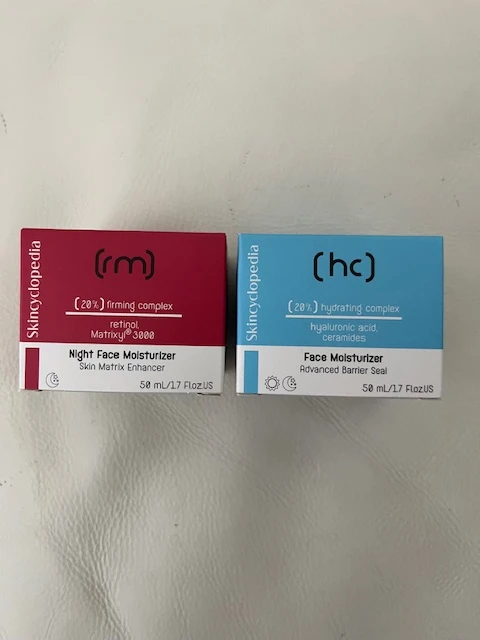 Skincyclopedia
(rm)
(20%) firming complex
retinol,
Matrixyl® 3000
Night Face Moisturizer
Skin Matrix Enhancer
50 mL/1.7 Fl.oz.US
Skincyclopedia
(hc)
(20%) hydrating complex
hyaluronic acid,
ceramides
Face Moisturizer
Advanced Barrier Seal
50 mL/1.7 Fl.oz.US